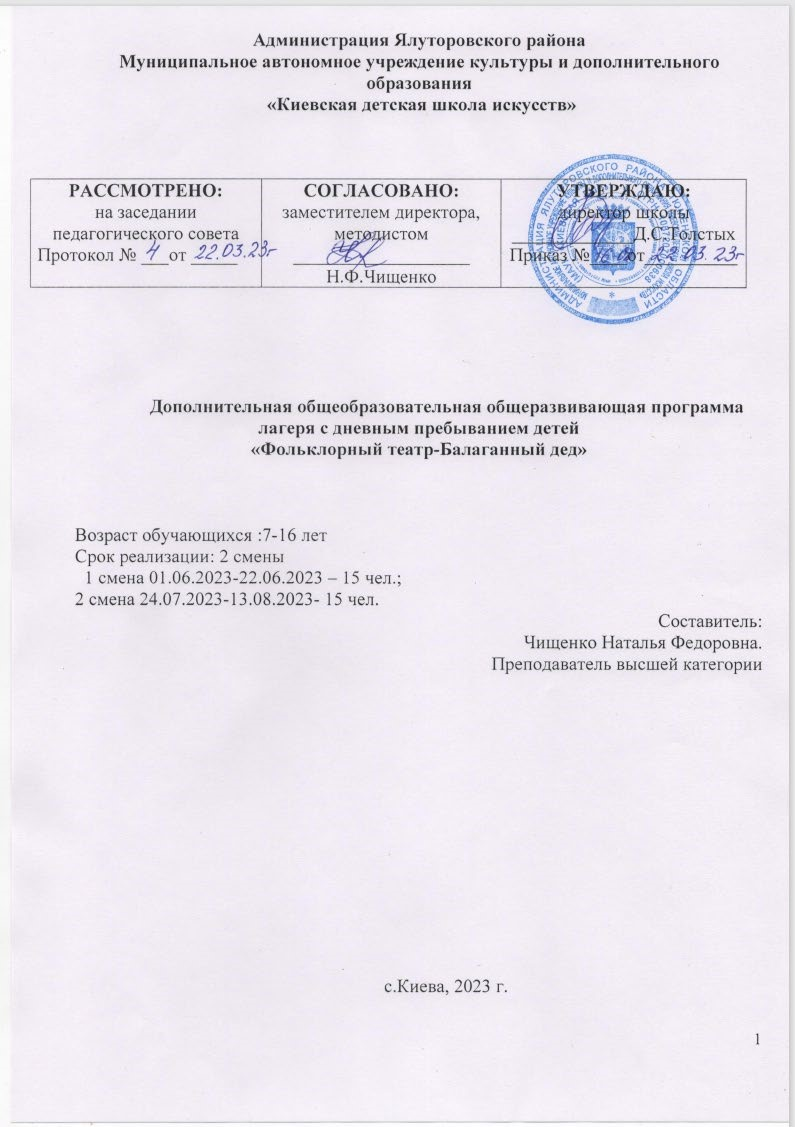 Администрация Ялуторовского района
Муниципальное автономное учреждение культуры и дополнительного
образования
«Киевская детская школа искусств»
РАССМОТРЕНО:
на заседании
педагогического совета
Протокол № 4 от 22.03.23г
СОГЛАСОВАНО:
заместителем директора,
методистом
Н.Ф.Чищенко
УТВЕРЖДАЮ:
директор школы
Д.С.Толстых
Приказ № от 22.03.23г
Дополнительная общеобразовательная общеразвивающая программа
лагеря с дневным пребыванием детей
«Фольклорный театр-Балаганный дед»
Возраст обучающихся :7-16 лет
Срок реализации: 2 смены
1 смена 01.06.2023-22.06.2023 – 15 чел.;
2 смена 24.07.2023-13.08.2023- 15 чел.
Составитель:
Чищенко Наталья Федоровна.
Преподаватель высшей категории
с.Киева, 2023 г.
1
АДМИНИСТРАЦИЯ ЯЛУТОРОВСКОГО РАЙОНА ОБЛАСТИ